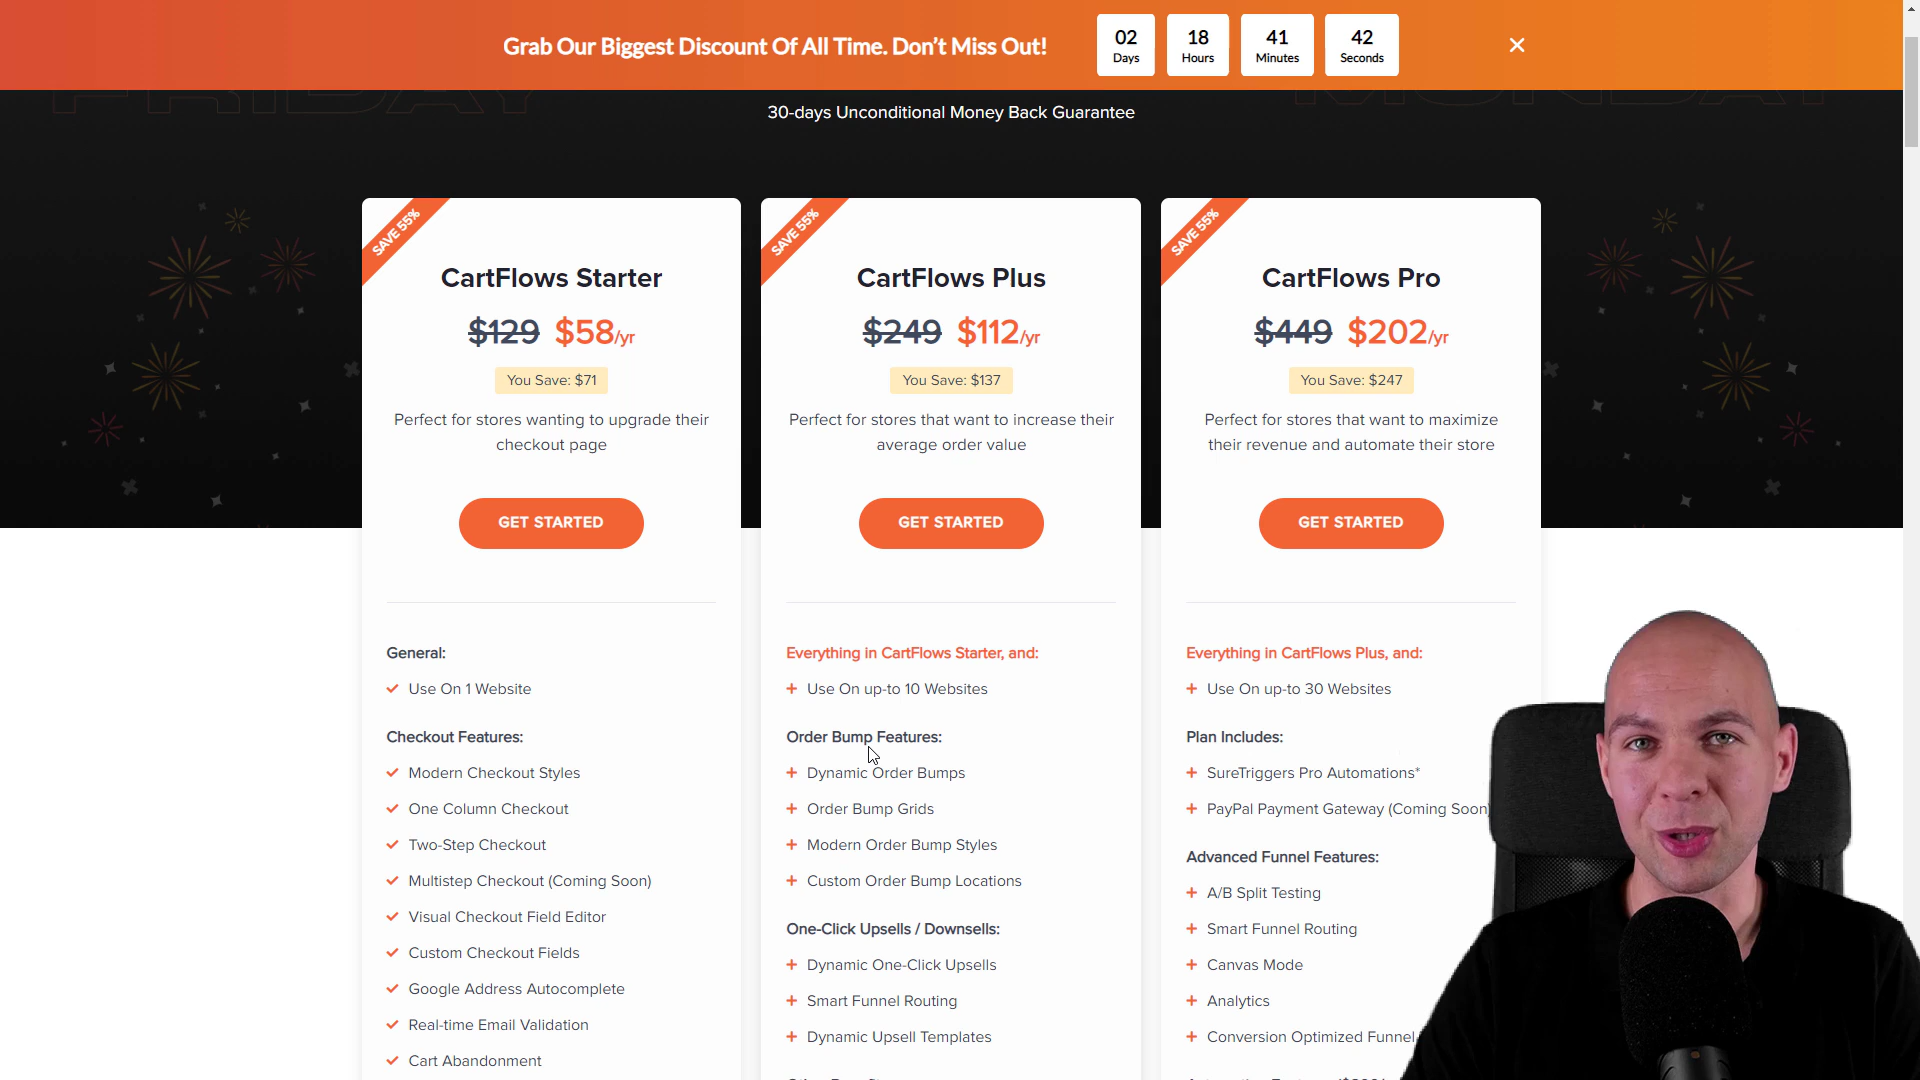 Grab Our Biggest Discount Of All Time. Don't Miss Out!
02 Days
18 Hours
41 Minutes
42 Seconds
FRIDAY
MONDAY
30-days Unconditional Money Back Guarantee
SAVE 55%
CartFlows Starter
$129 $58/yr
You Save: $71
Perfect for stores wanting to upgrade their
checkout page
GET STARTED
General:
Use On 1 Website
Checkout Features:
Modern Checkout Styles
One Column Checkout
Two-Step Checkout
Multistep Checkout (Coming Soon)
Visual Checkout Field Editor
Custom Checkout Fields
Google Address Autocomplete
Real-time Email Validation
Cart Abandonment
SAVE 55%
CartFlows Plus
$249 $112/yr
You Save: $137
Perfect for stores that want to increase their
average order value
GET STARTED
Everything in CartFlows Starter, and:
Use On up-to 10 Websites
Order Bump Features:
Dynamic Order Bumps
Order Bump Grids
Modern Order Bump Styles
Custom Order Bump Locations
One-Click Upsells / Downsells:
Dynamic One-Click Upsells
Smart Funnel Routing
Dynamic Upsell Templates
SAVE 55%
CartFlows Pro
$449 $202/yr
You Save: $247
Perfect for stores that want to maximize
their revenue and automate their store
GET STARTED
Everything in CartFlows Plus, and:
Use On up-to 30 Websites
Plan Includes:
SureTriggers Pro Automations*
PayPal Payment Gateway (Coming Soon)
Advanced Funnel Features:
A/B Split Testing
Smart Funnel Routing
Canvas Mode
Analytics
Conversion Optimized Funnel